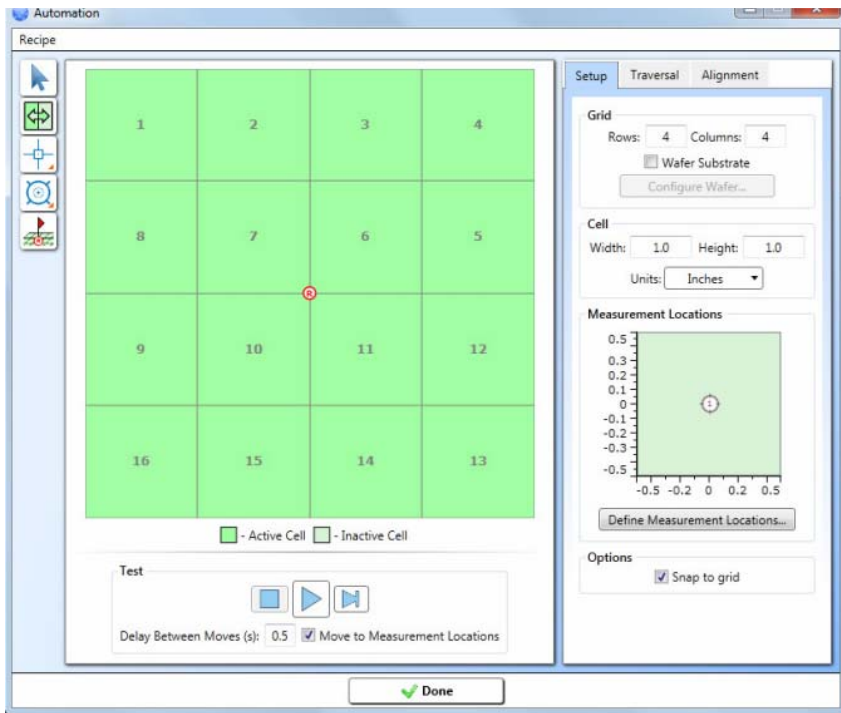 Automation
Recipe
1 2 3 4
8 7 6 5
R
9 10 11 12
16 15 14 13
- Active Cell - Inactive Cell
Test
Delay Between Moves (s): 0.5 Move to Measurement Locations
Setup Traversal Alignment
Grid
Rows: 4 Columns: 4
Wafer Substrate
Configure Wafer...
Cell
Width: 1.0 Height: 1.0
Units: Inches
Measurement Locations
0.5
0.3
0.2
0.1
0
-0.1
-0.2
-0.3
-0.5
1
-0.5 -0.2 0 0.2 0.5
Define Measurement Locations...
Options
Snap to grid
Done